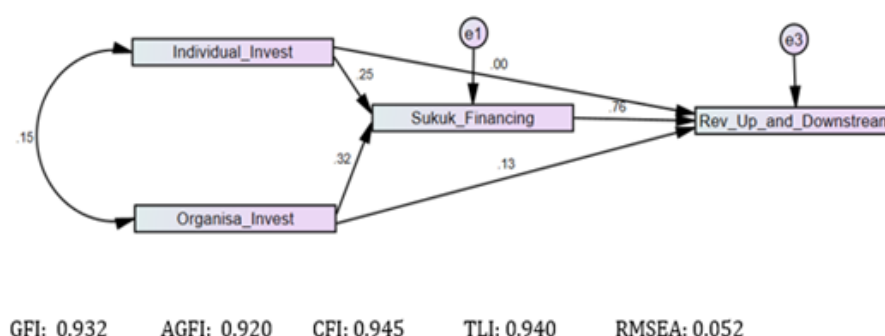 e1
e3
Individual_Invest
.00
.25
Sukuk_Financing
.76
Rev_Up_and_Downstream
.15
.32
.13
Organisa_Invest
GFI: 0.932 AGFI: 0.920 CFI: 0.945 TLI: 0.940 RMSEA: 0.052